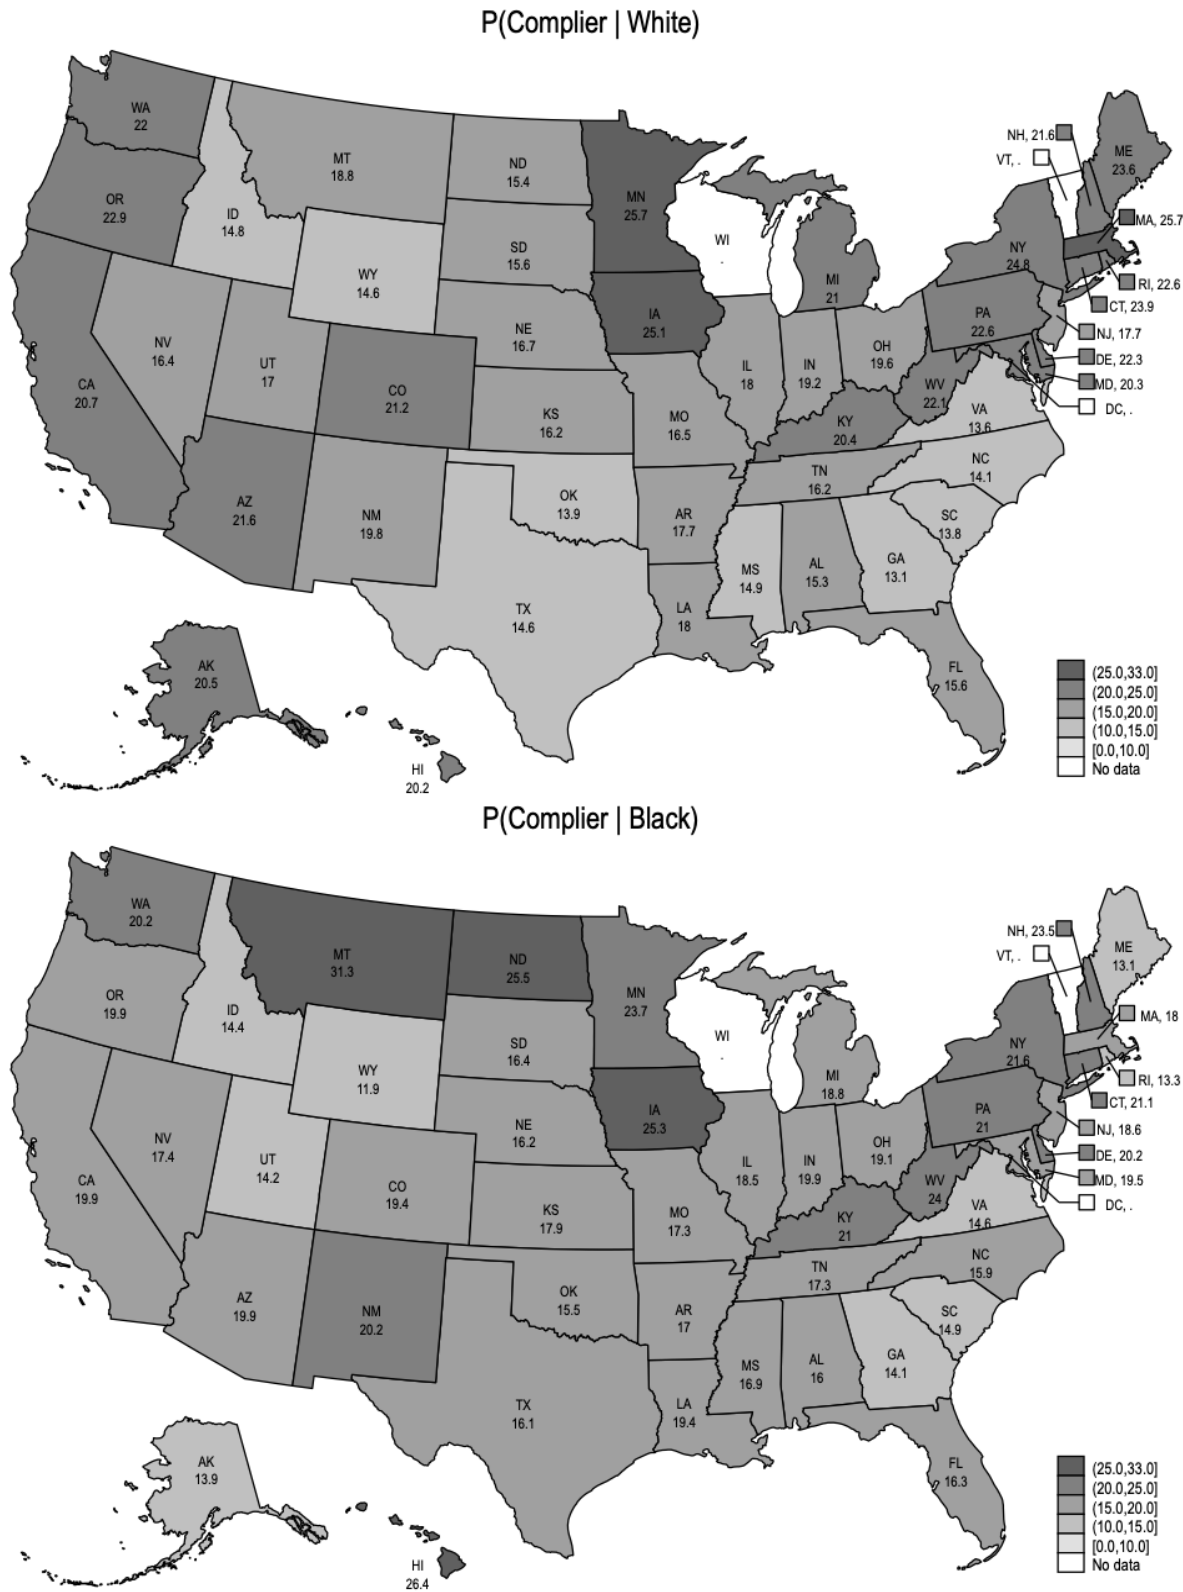 P(Complier | White)
WA
22
OR
22.9
CA
20.7
ID
14.8
NV
16.4
MT
18.8
WY
14.6
UT
17
CO
21.2
AZ
21.6
NM
19.8
ND
15.4
SD
15.6
NE
16.7
KS
16.2
OK
13.9
TX
14.6
MN
25.7
IA
25.1
MO
16.5
AR
17.7
LA
18
WI
.
IL
18
MI
21
IN
19.2
OH
19.6
KY
20.4
TN
16.2
MS
14.9
AL
15.3
GA
13.1
FL
15.6
SC
13.8
NC
14.1
VA
13.6
WV
22.1
PA
22.6
NY
24.8
ME
23.6
NH, 21.6
VT, .
MA, 25.7
RI, 22.6
CT, 23.9
NJ, 17.7
DE, 22.3
MD, 20.3
DC, .
AK
20.5
HI
20.2
(25.0,33.0]
(20.0,25.0]
(15.0,20.0]
(10.0,15.0]
[0.0,10.0]
No data
P(Complier | Black)
WA
20.2
OR
19.9
CA
19.9
ID
14.4
NV
17.4
MT
31.3
WY
11.9
UT
14.2
CO
19.4
AZ
19.9
NM
20.2
ND
25.5
SD
16.4
NE
16.2
KS
17.9
OK
15.5
TX
16.1
MN
23.7
IA
25.3
MO
17.3
AR
17
LA
19.4
WI
.
IL
18.5
MI
18.8
IN
19.9
OH
19.1
KY
21
TN
17.3
MS
16.9
AL
16
GA
14.1
FL
16.3
SC
14.9
NC
15.9
VA
14.6
WV
24
PA
21
NY
21.6
ME
13.1
NH, 23.5
VT, .
MA, 18
RI, 13.3
CT, 21.1
NJ, 18.6
DE, 20.2
MD, 19.5
DC, .
AK
13.9
HI
26.4
(25.0,33.0]
(20.0,25.0]
(15.0,20.0]
(10.0,15.0]
[0.0,10.0]
No data